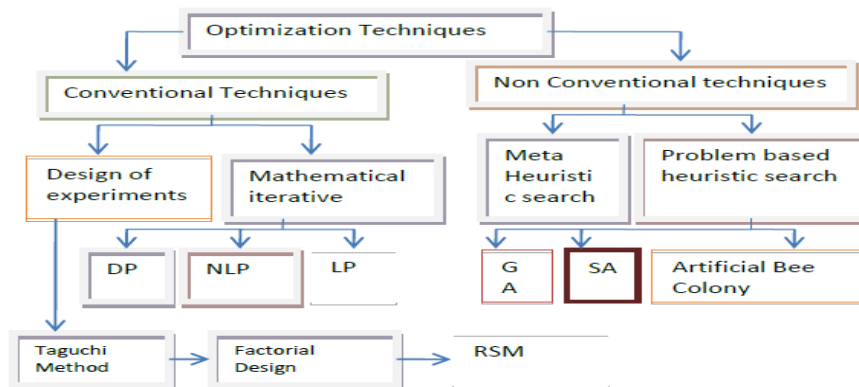 Optimization Techniques
Conventional Techniques
Non Conventional techniques
Design of
experiments
Mathematical
iterative
Meta
Heuristi
c search
Problem based
heuristic search
DP
NLP
LP
G
A
SA
Artificial Bee
Colony
Taguchi
Method
Factorial
Design
RSM